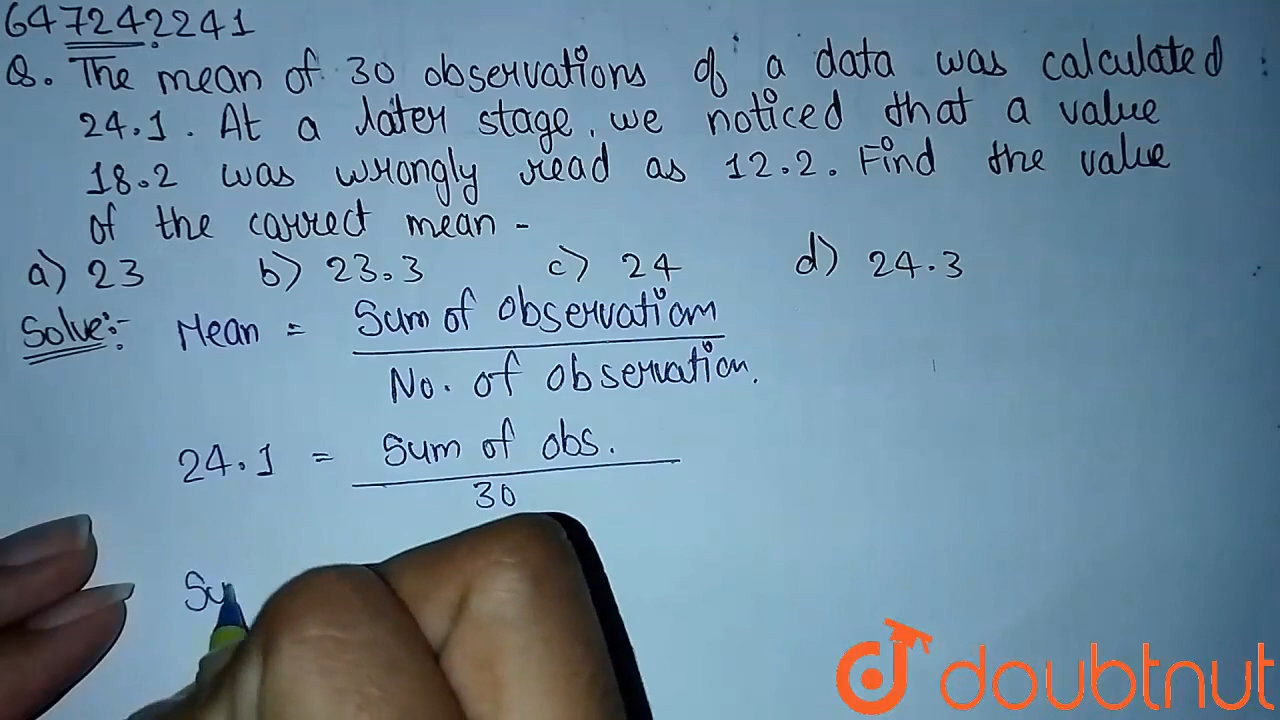 647242241
Q. The mean of 30 observations of a data was calculated
24.1. At a later stage, we noticed that a value
18.2 was wrongly read as 12.2. Find the value
of the carrect mean -
a) 23 b) 23.3 c) 24 d) 24.3
Solve:- Mean = Sum of observation
No. of observation.
24.1 = Sum of obs.
30
Su
doubtnut